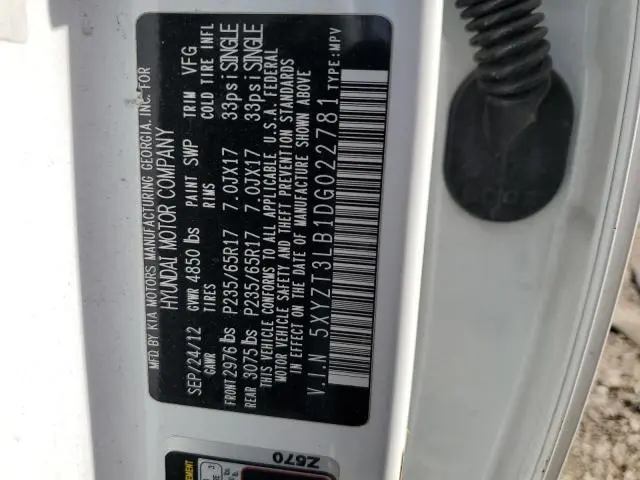 MFD BY KIA MOTORS MANUFACTURING GEORGIA, INC. FOR
HYUNDAI MOTOR COMPANY
SEP/24/12 GVWR 4850 lbs PAINT SWP TRIM VFG
GAWR TIRES RIMS COLD TIRE INFL
FRONT 2976 lbs P235/65R17 7.0JX17 33psi SINGLE
REAR 3075 lbs P235/65R17 7.0JX17 33psi SINGLE
THIS VEHICLE CONFORMS TO ALL APPLICABLE U.S.A. FEDERAL
MOTOR VEHICLE SAFETY AND THEFT PREVENTION STANDARDS
IN EFFECT ON THE DATE OF MANUFACTURE SHOWN ABOVE
V.I.N 5XYZT3LB1DG022781 TYPE:MPV
Z670